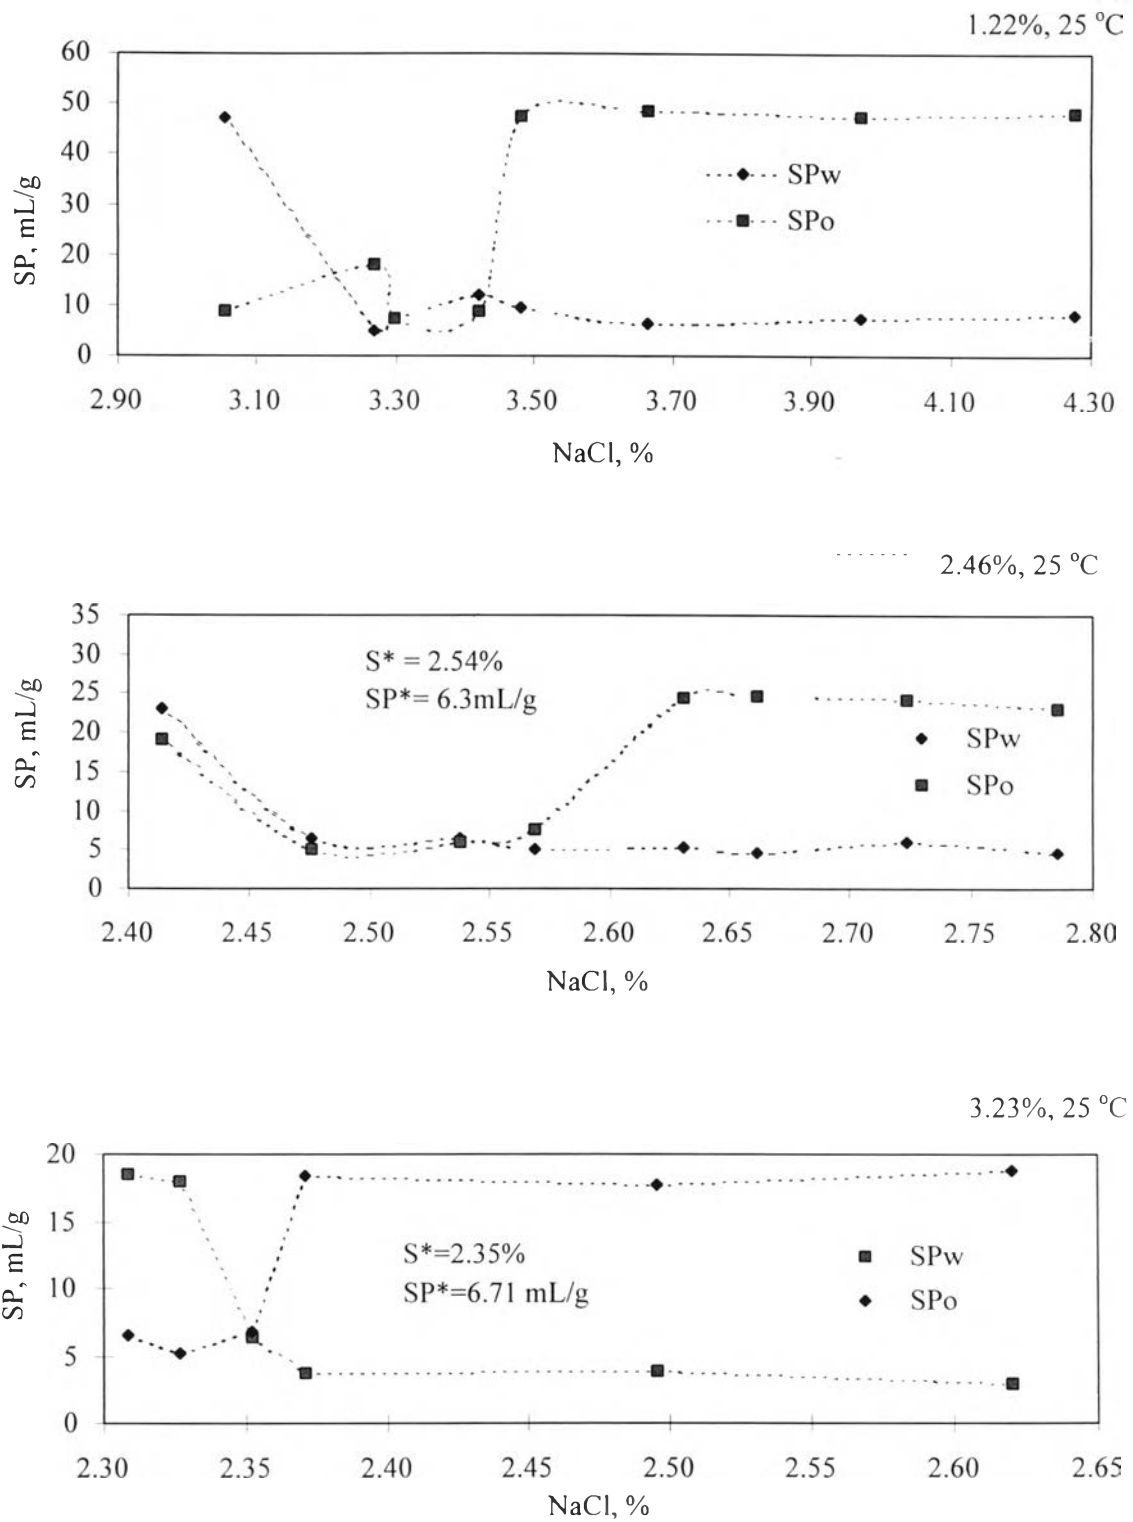 1.22%, 25 °C
60
50
40
30
20
10
0
SP, mL/g
SPw
SPo
2.90 3.10 3.30 3.50 3.70 3.90 4.10 4.30
NaCl, %
2.46%, 25 °C
35
30
25
20
15
10
5
0
SP, mL/g
S* = 2.54%
SP*= 6.3mL/g
SPw
SPo
2.40 2.45 2.50 2.55 2.60 2.65 2.70 2.75 2.80
NaCl, %
3.23%, 25 °C
20
15
10
5
0
SP, mL/g
S*=2.35%
SP*=6.71 mL/g
SPw
SPo
2.30 2.35 2.40 2.45 2.50 2.55 2.60 2.65
NaCl, %